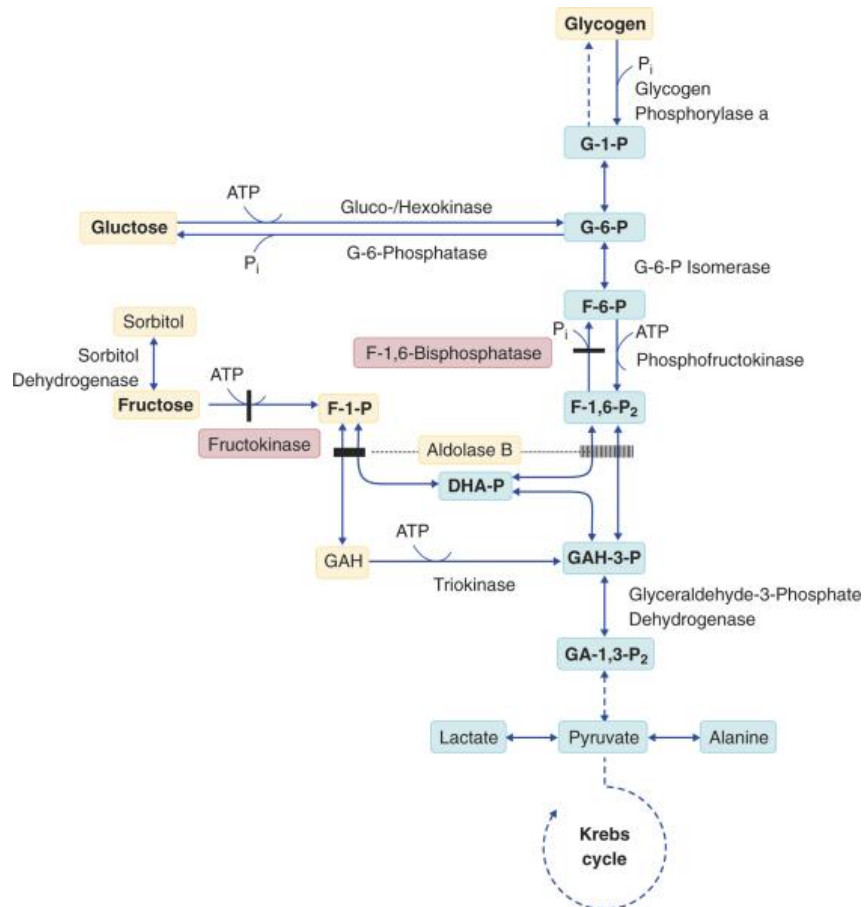 Glycogen
Pi
Glycogen
Phosphorylase a
G-1-P
ATP
Gluco-/Hexokinase
Gluctose
G-6-P
Pi
G-6-Phosphatase
G-6-P Isomerase
Sorbitol
F-6-P
Sorbitol
Dehydrogenase
F-1,6-Bisphosphatase
Pi
ATP
Phosphofructokinase
ATP
Fructose
F-1-P
F-1,6-P2
Fructokinase
Aldolase B
DHA-P
ATP
GAH
GAH-3-P
Triokinase
Glyceraldehyde-3-Phosphate
Dehydrogenase
GA-1,3-P2
Lactate
Pyruvate
Alanine
Krebs
cycle